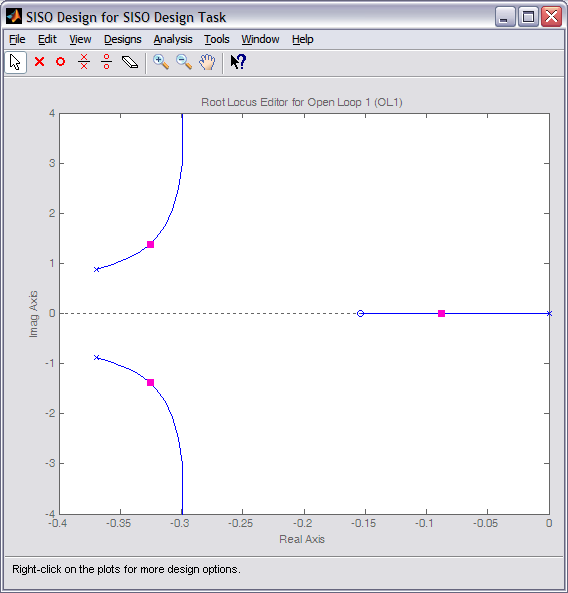 SISO Design for SISO Design Task
File Edit View Designs Analysis Tools Window Help
Root Locus Editor for Open Loop 1 (OL1)
4
3
2
1
0
-1
-2
-3
-4
Imag Axis
-0.4 -0.35 -0.3 -0.25 -0.2 -0.15 -0.1 -0.05 0
Real Axis
Right-click on the plots for more design options.